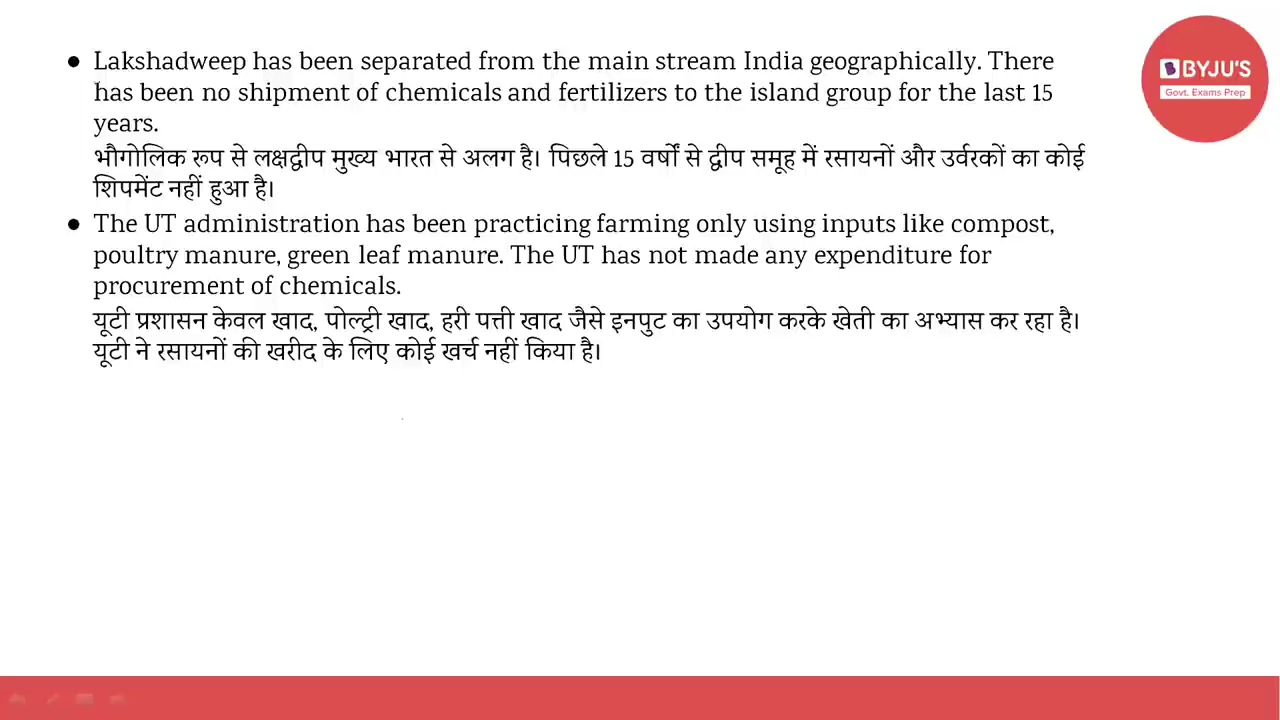 ● Lakshadweep has been separated from the main stream India geographically. There
has been no shipment of chemicals and fertilizers to the island group for the last 15
years.
भौगोलिक रूप से लक्षद्वीप मुख्य भारत से अलग है। पिछले 15 वर्षों से द्वीप समूह में रसायनों और उर्वरकों का कोई
शिपमेंट नहीं हुआ है।
● The UT administration has been practicing farming only using inputs like compost,
poultry manure, green leaf manure. The UT has not made any expenditure for
procurement of chemicals.
यूटी प्रशासन केवल खाद, पोल्ट्री खाद, हरी पत्ती खाद जैसे इनपुट का उपयोग करके खेती का अभ्यास कर रहा है।
यूटी ने रसायनों की खरीद के लिए कोई खर्च नहीं किया है।
BYJU'S
Govt. Exams Prep